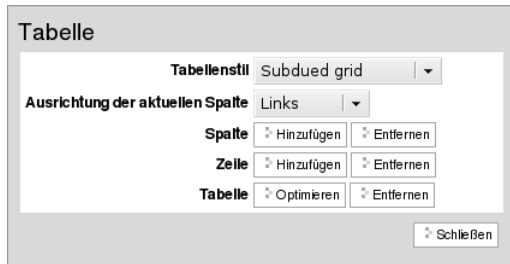 Tabelle
Tabellenstil Subdued grid
Ausrichtung der aktuellen Spalte Links
Spalte Hinzufügen Entfernen
Zeile Hinzufügen Entfernen
Tabelle Optimieren Entfernen
Schließen